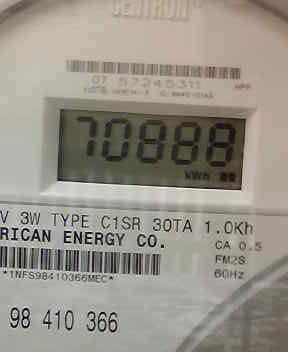 CENTRON
07 57245311
70888
kWh
V 3W TYPE C1SR 30TA 1.0Kh
RICAN ENERGY CO.
CA 0.5
FM2S
*1NFS98410366MEC*
60Hz
98 410 366